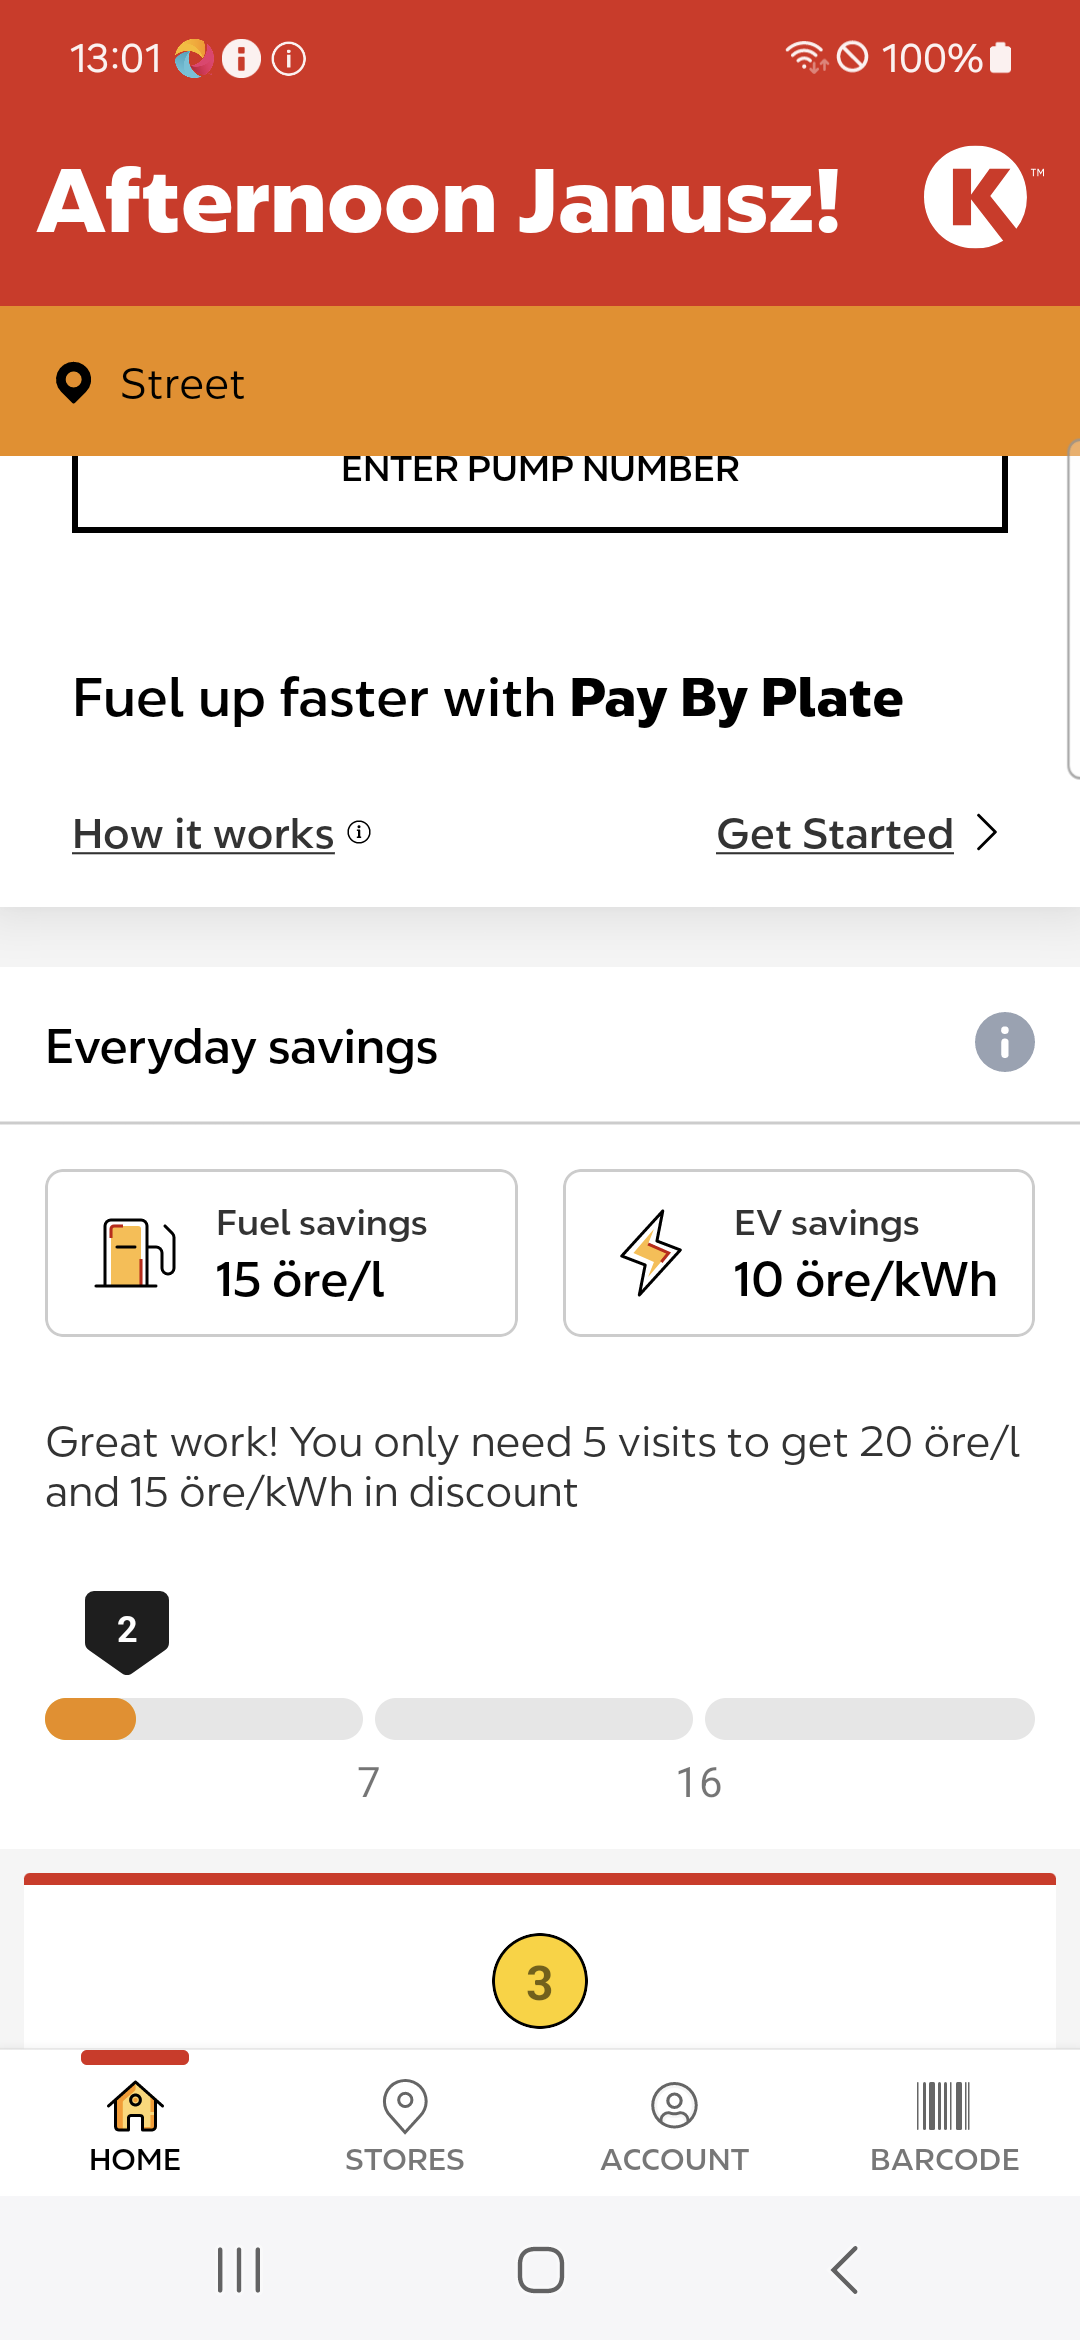 13:01
100%
Afternoon Janusz!
K
TM
Street
ENTER PUMP NUMBER
Fuel up faster with Pay By Plate
How it works
Get Started
Everyday savings
Fuel savings
15 öre/l
EV savings
10 öre/kWh
Great work! You only need 5 visits to get 20 öre/l
and 15 öre/kWh in discount
2
7
16
3
HOME
STORES
ACCOUNT
BARCODE